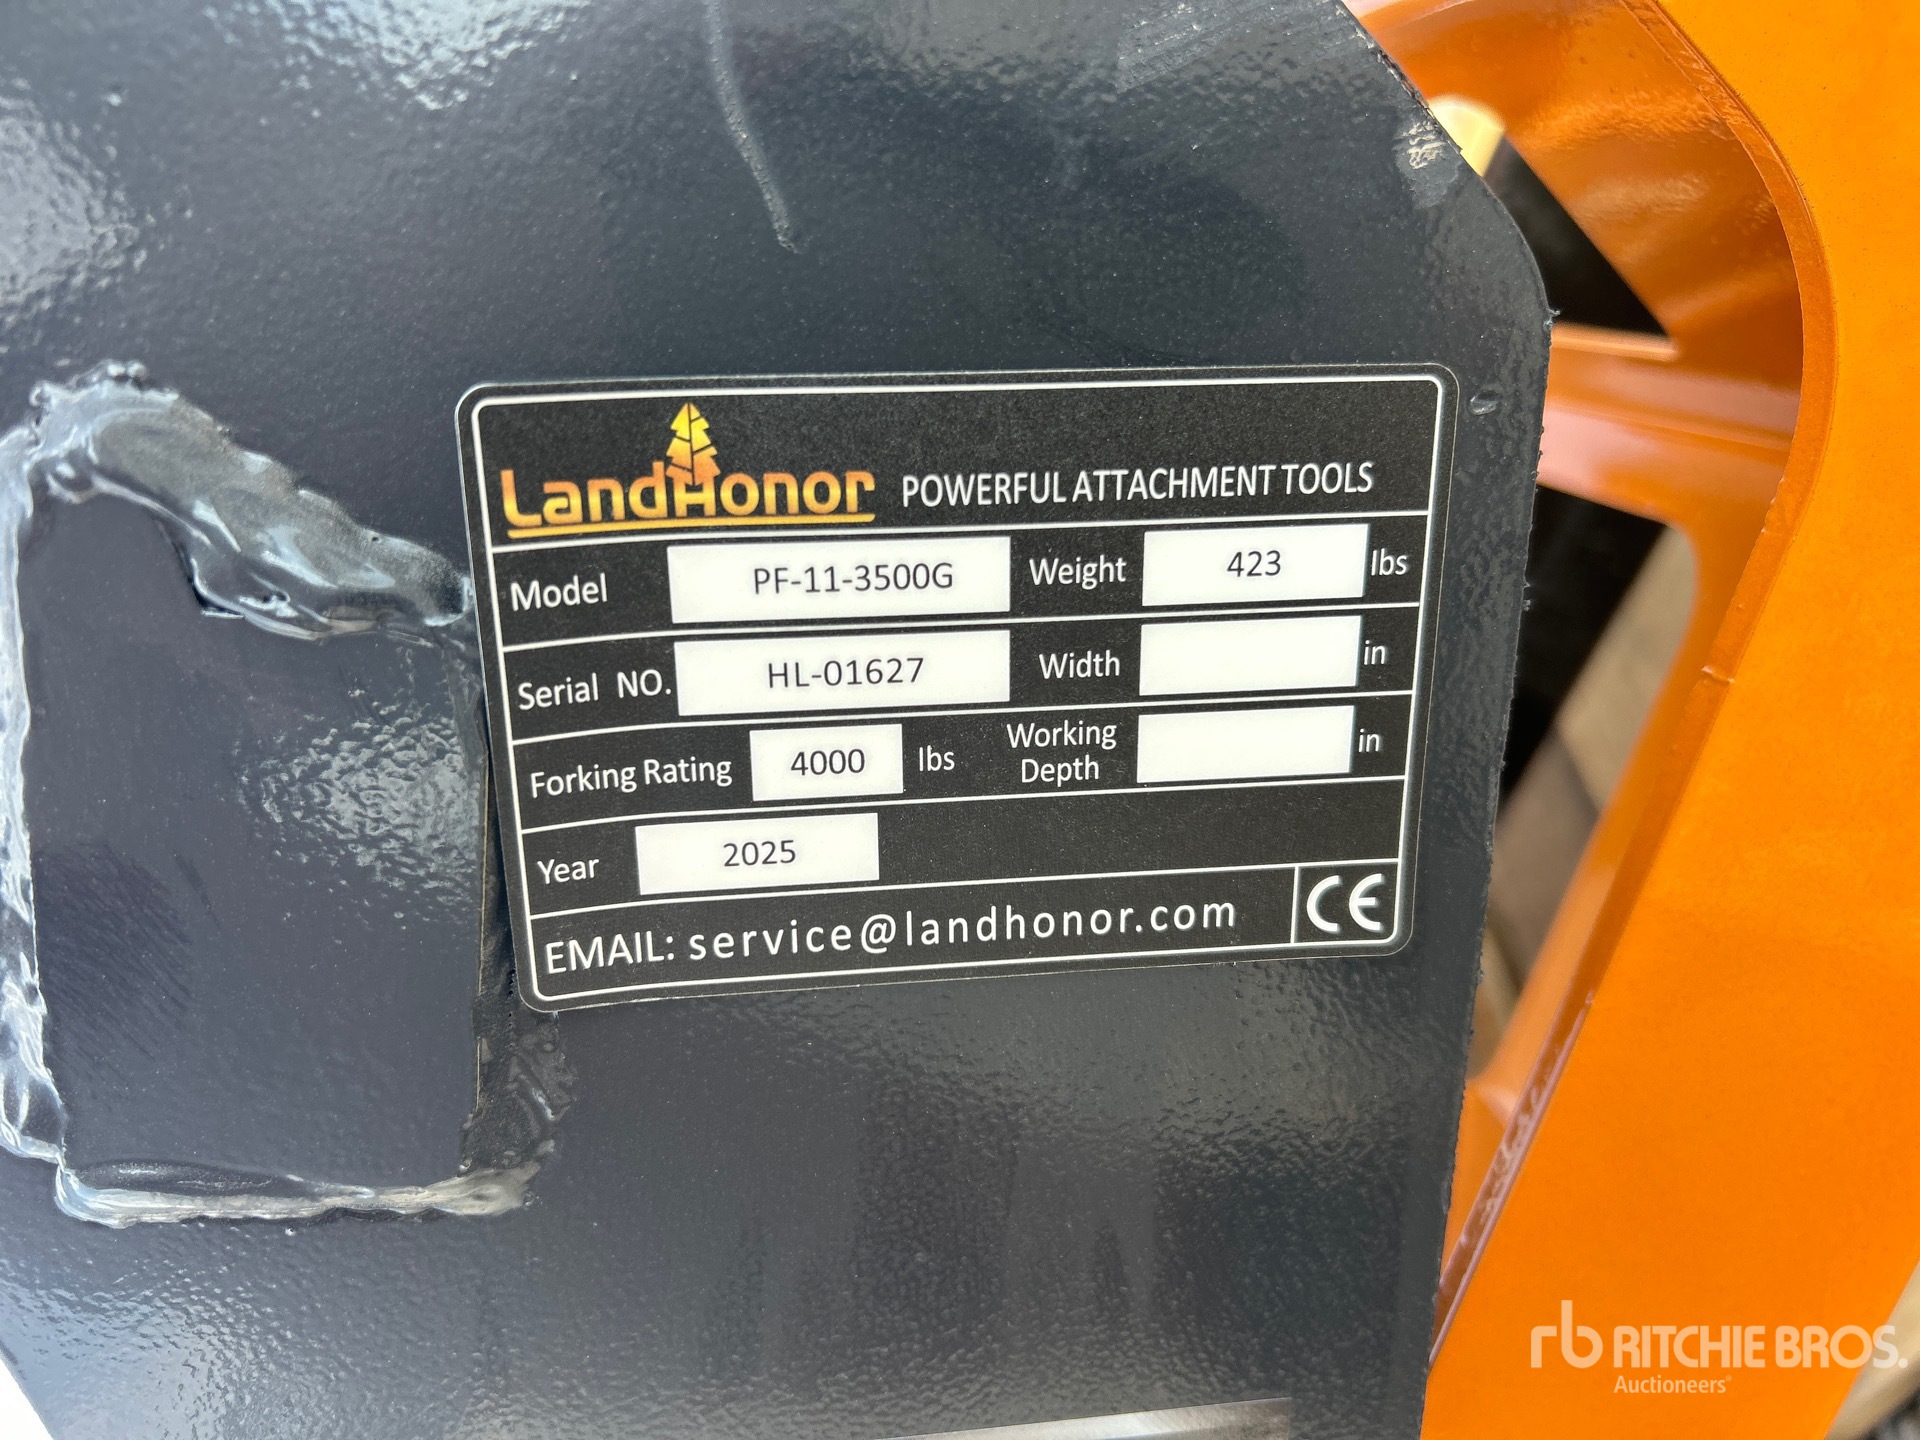 LandHonor POWERFUL ATTACHMENT TOOLS
Model PF-11-3500G Weight 423 lbs
Serial NO. HL-01627 Width in
Forking Rating 4000 lbs Working Depth in
Year 2025
EMAIL: service@landhonor.com CE
rb RITCHIE BROS.
Auctioneers